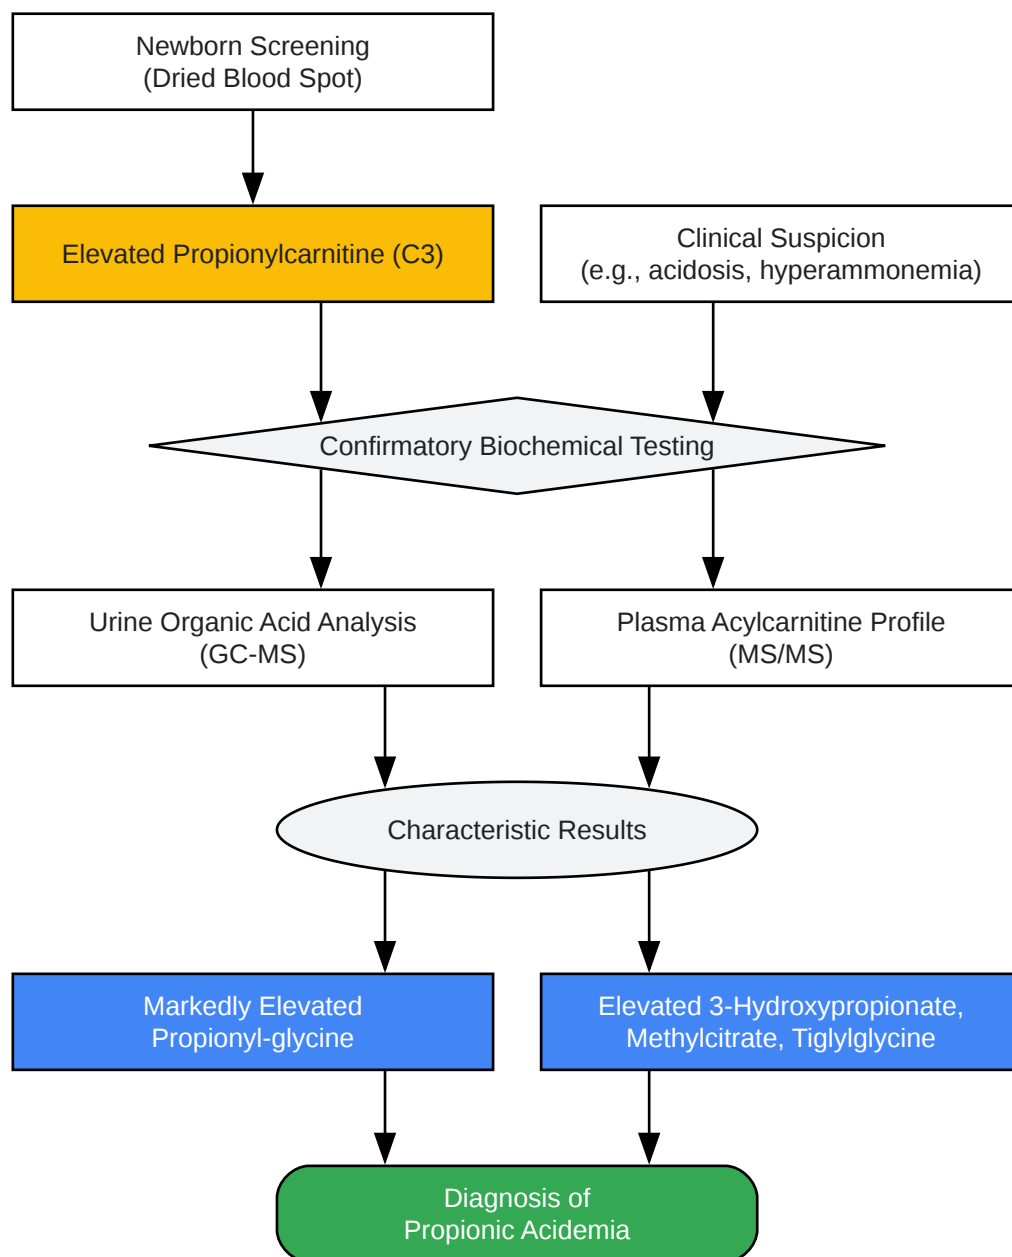 Newborn Screening
(Dried Blood Spot)
Elevated Propionylcarnitine (C3)
Clinical Suspicion
(e.g., acidosis, hyperammonemia)
Confirmatory Biochemical Testing
Urine Organic Acid Analysis
(GC-MS)
Plasma Acylcarnitine Profile
(MS/MS)
Characteristic Results
Markedly Elevated
Propionyl-glycine
Elevated 3-Hydroxypropionate,
Methylcitrate, Tiglylglycine
Diagnosis of
Propionic Acidemia